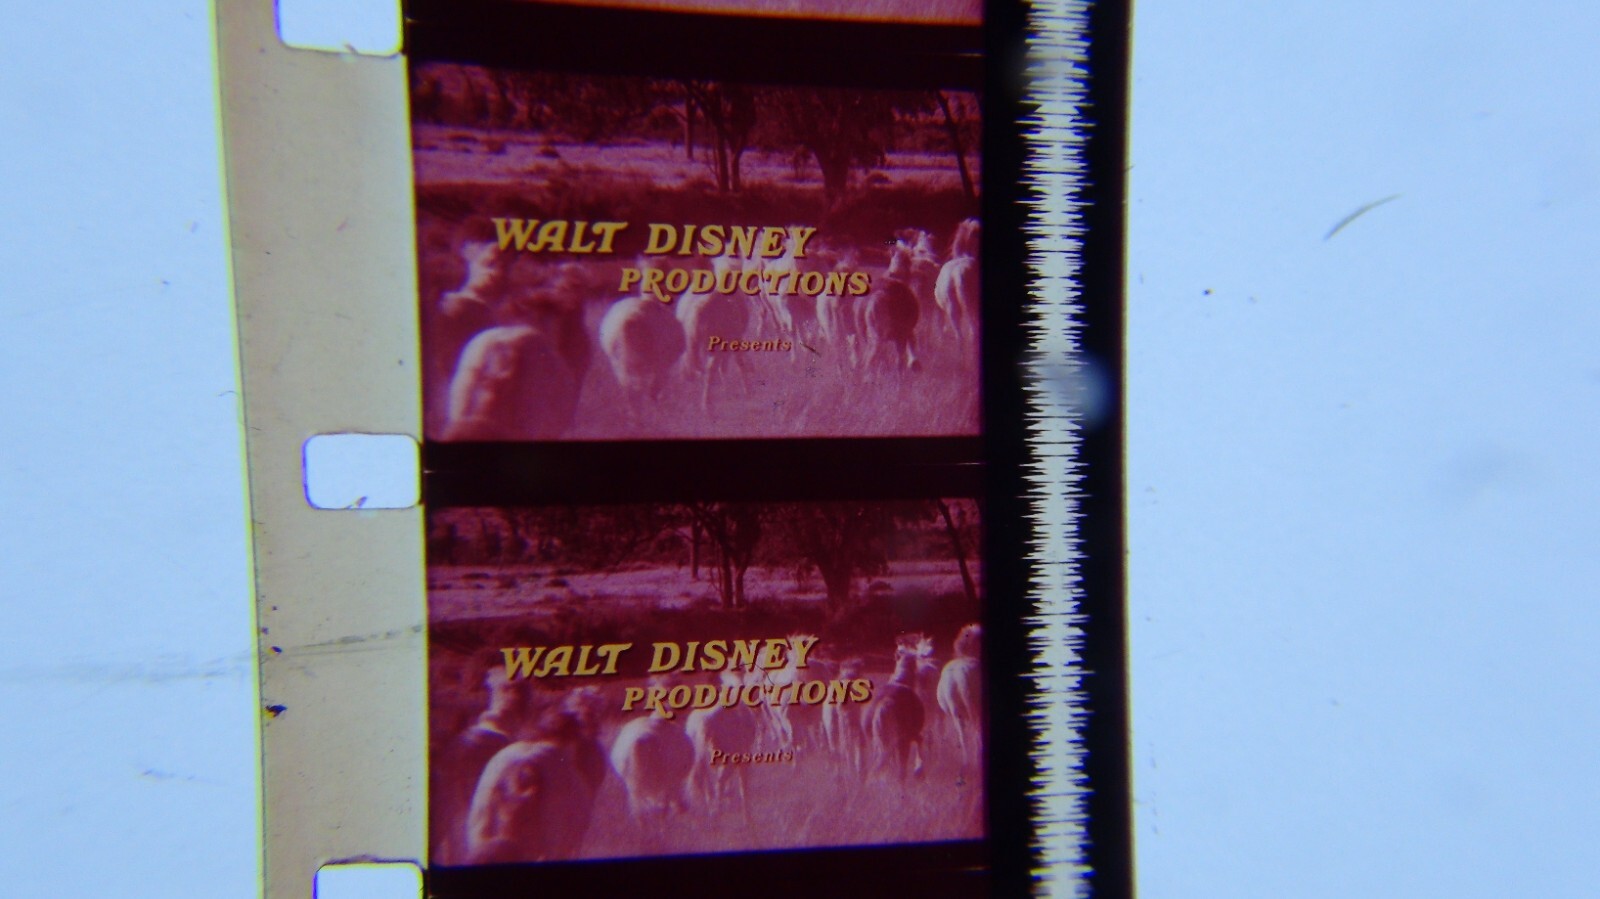 WALT DISNEY
PRODUCTIONS
Presents
WALT DISNEY
PRODUCTIONS
Presents